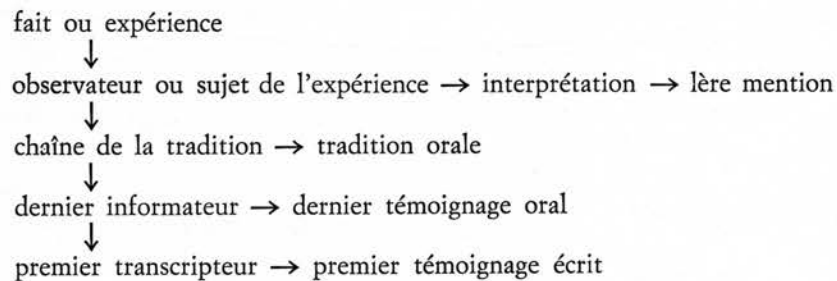 fait ou expérience
↓
observateur ou sujet de l'expérience → interprétation → lère mention
↓
chaîne de la tradition → tradition orale
↓
dernier informateur → dernier témoignage oral
↓
premier transcripteur → premier témoignage écrit